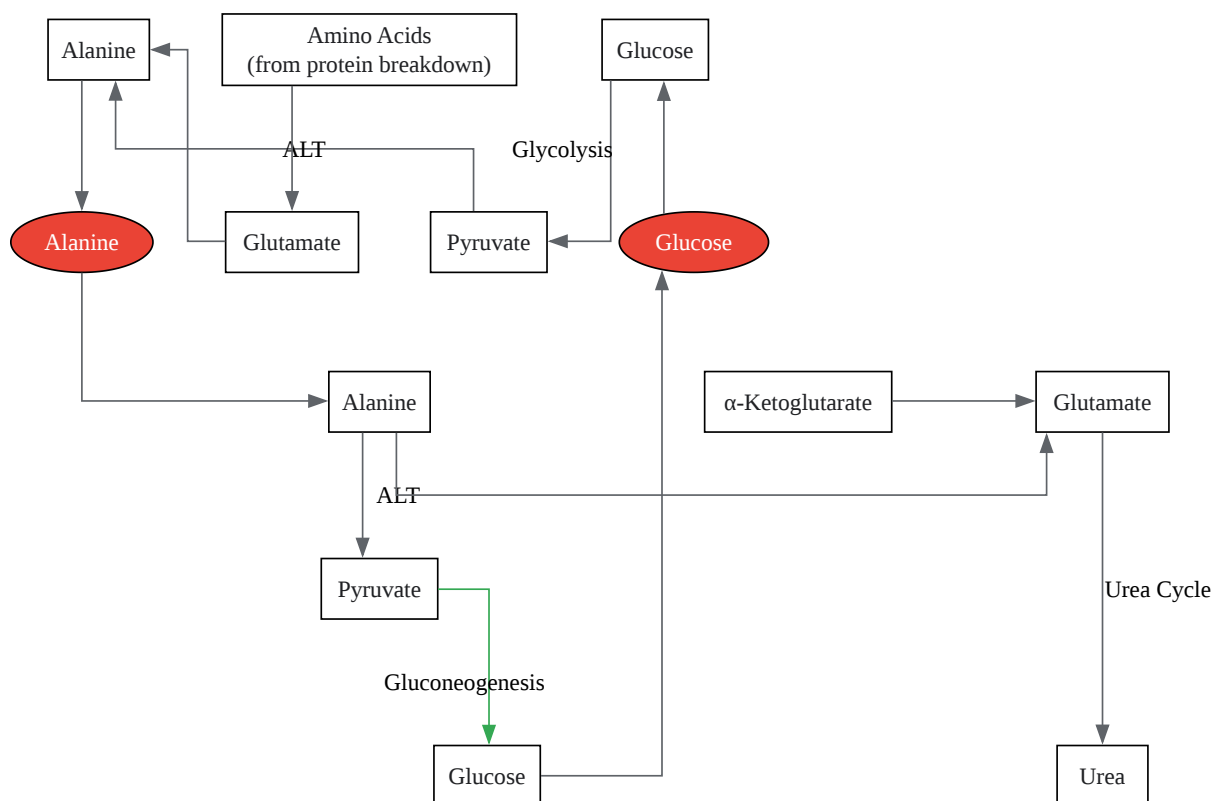 Alanine
Amino Acids
(from protein breakdown)
Glucose
ALT
Glycolysis
Alanine
Glutamate
Pyruvate
Glucose
Alanine
α-Ketoglutarate
Glutamate
ALT
Pyruvate
Urea Cycle
Gluconeogenesis
Glucose
Urea